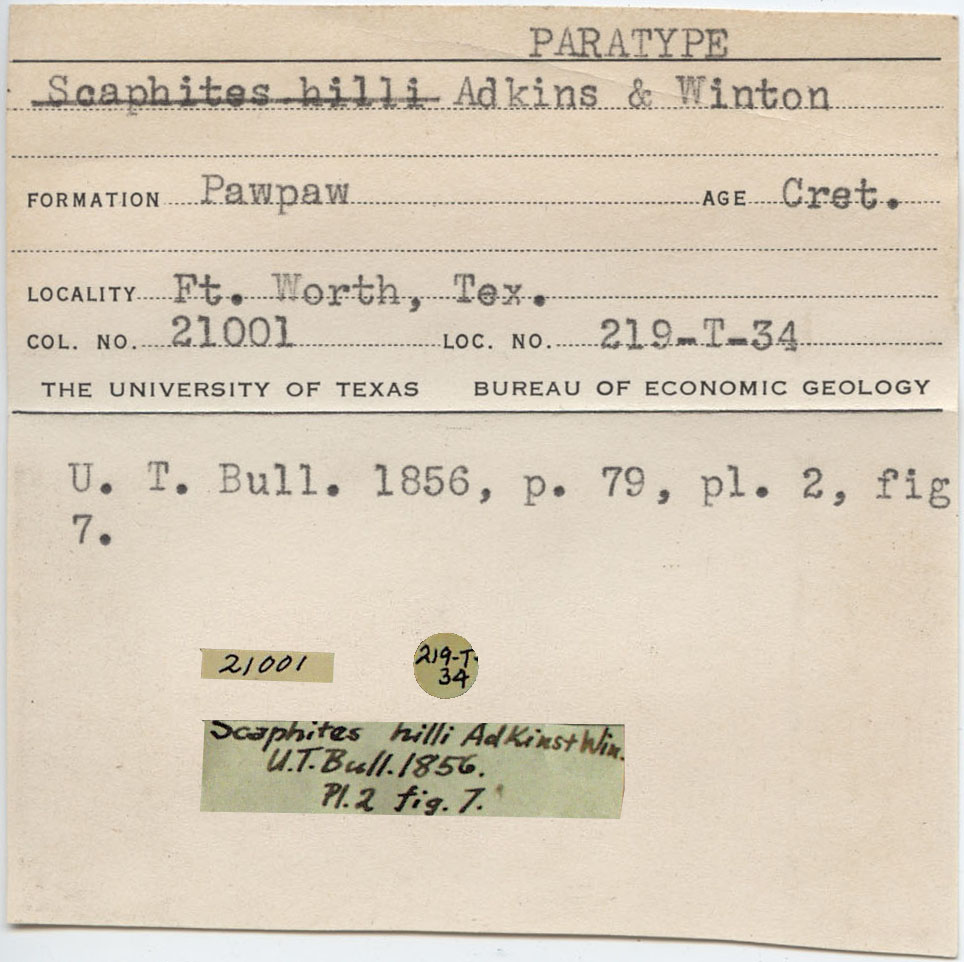 PARATYPE
Scaphites hilli Adkins & Winton
FORMATION Pawpaw AGE Cret.
LOCALITY Ft. Worth, Tex.
COL. NO. 21001 LOC. NO. 219-T-34
THE UNIVERSITY OF TEXAS BUREAU OF ECONOMIC GEOLOGY
U. T. Bull. 1856, p. 79, pl. 2, fig
7.
21001
219-T-
34
Scaphites hilli Adkins+Win.
U.T. Bull. 1856.
Pl. 2 fig. 7.